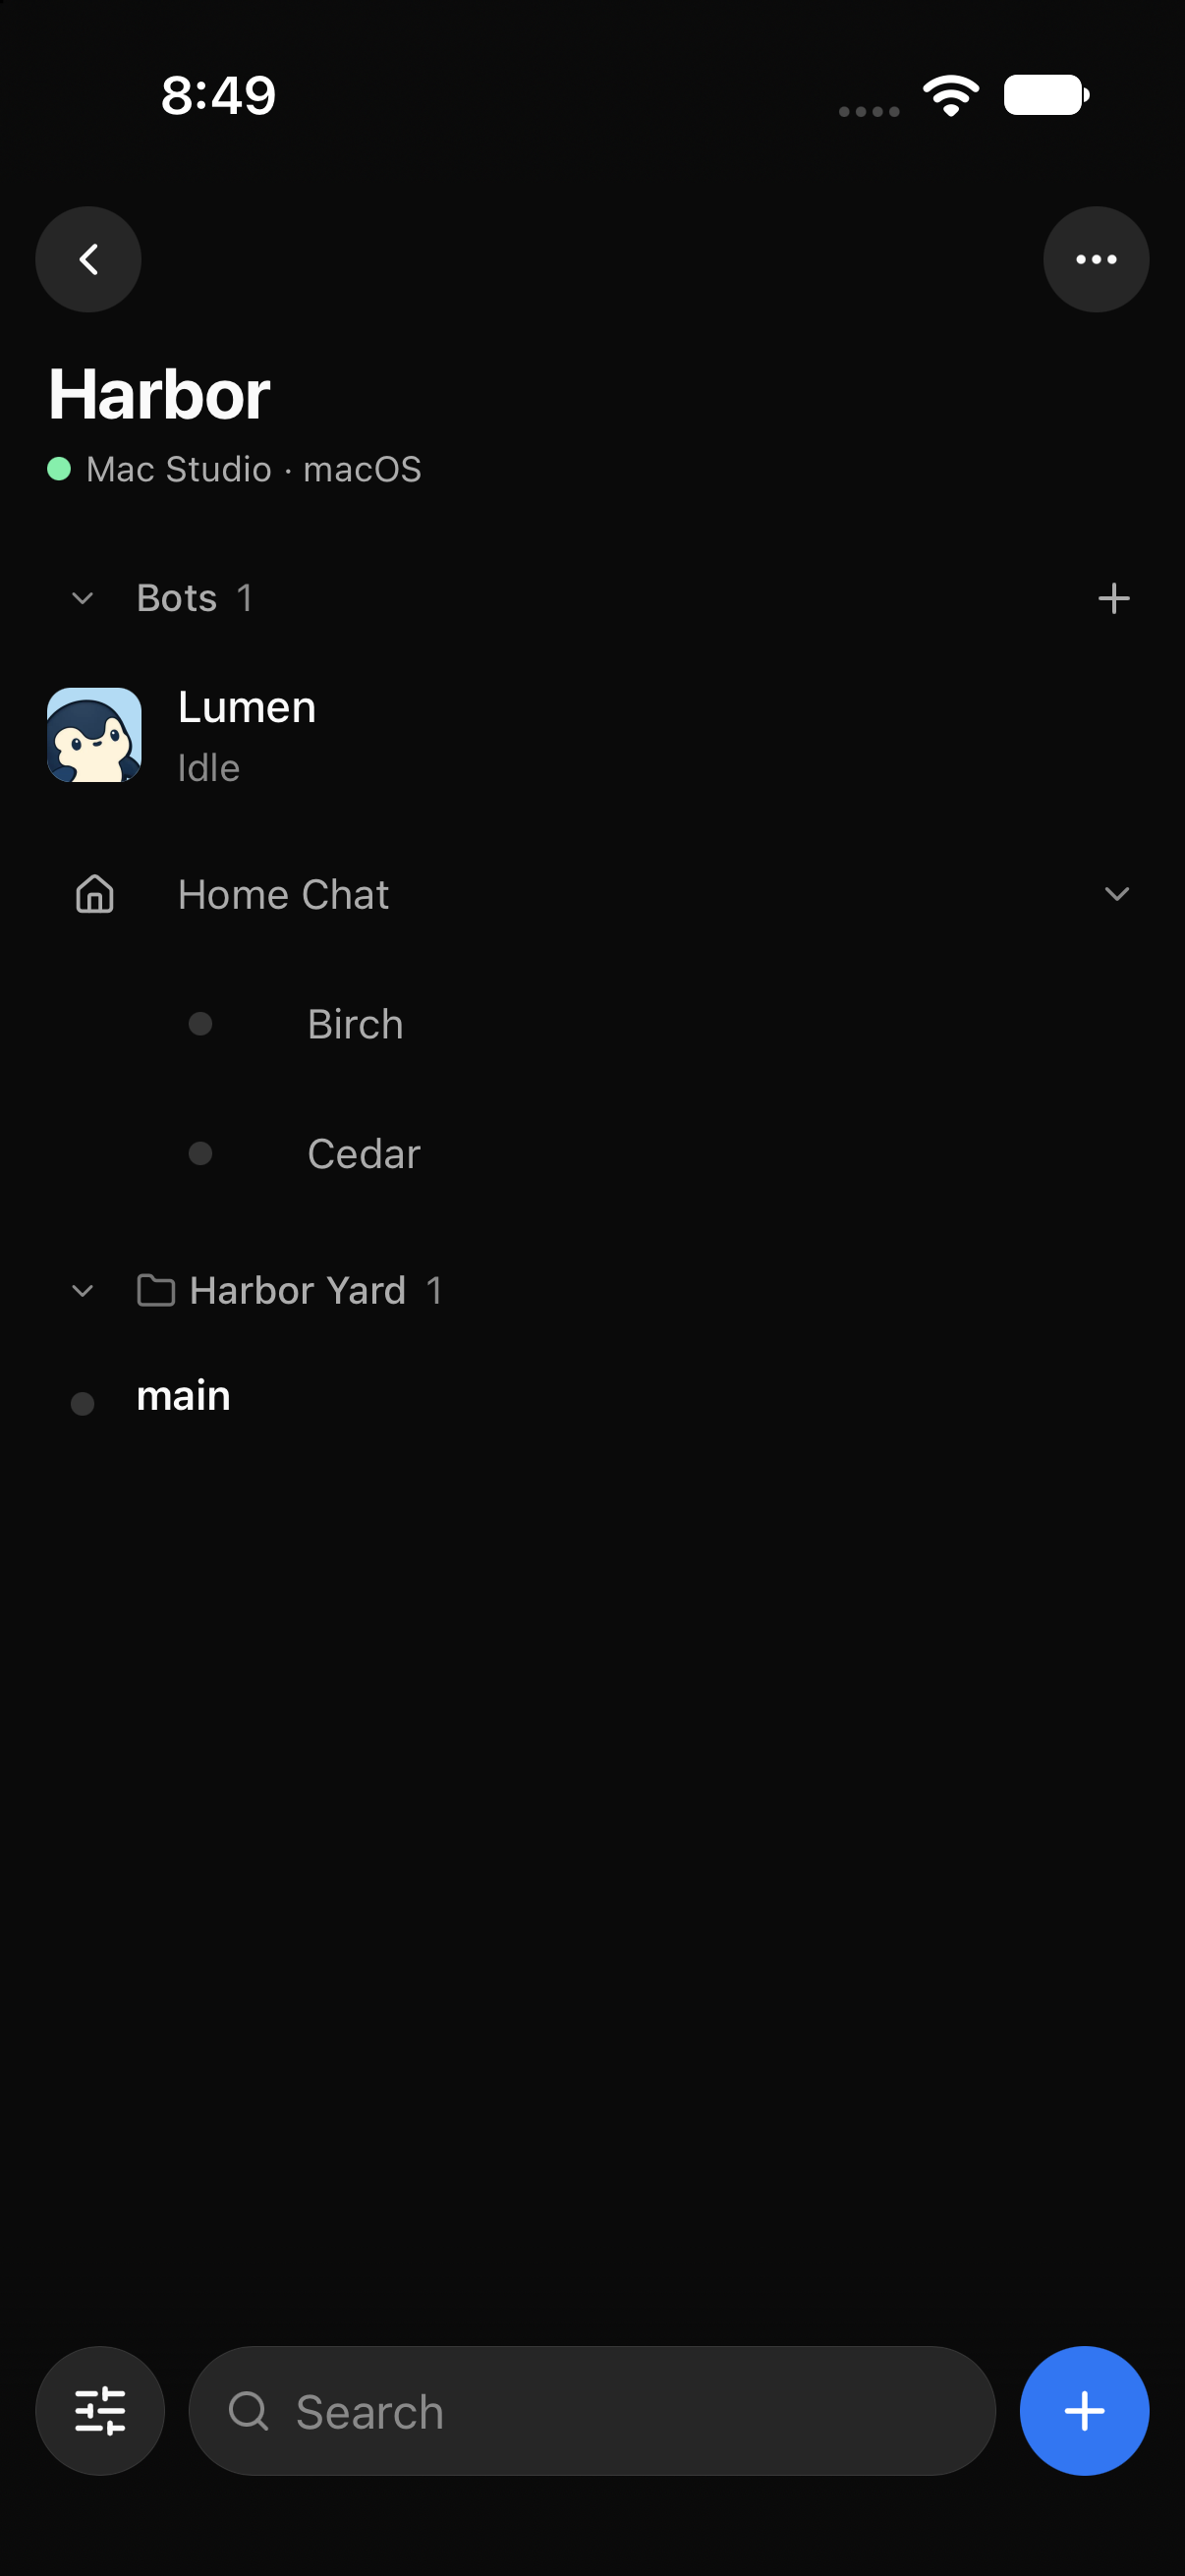 8:49
Harbor
Mac Studio · macOS
Bots 1
Lumen
Idle
Home Chat
Birch
Cedar
Harbor Yard 1
main
Search